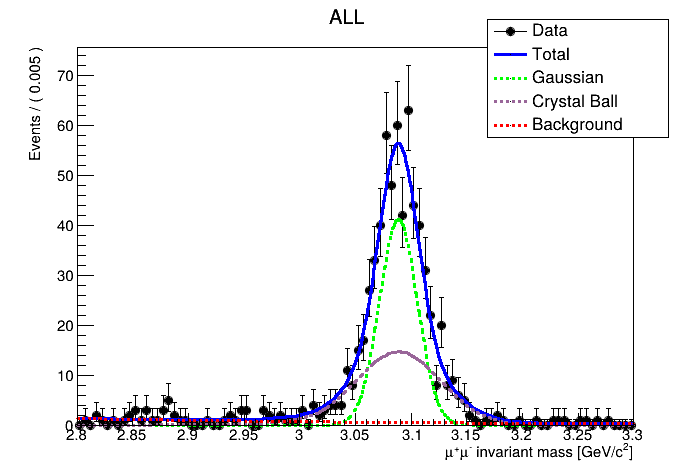 ALL
Events / ( 0.005 )
Data
Total
Gaussian
Crystal Ball
Background
70
60
50
40
30
20
10
0
2.8 2.85 2.9 2.95 3 3.05 3.1 3.15 3.2 3.25 3.3
μ⁺μ⁻ invariant mass [GeV/c²]